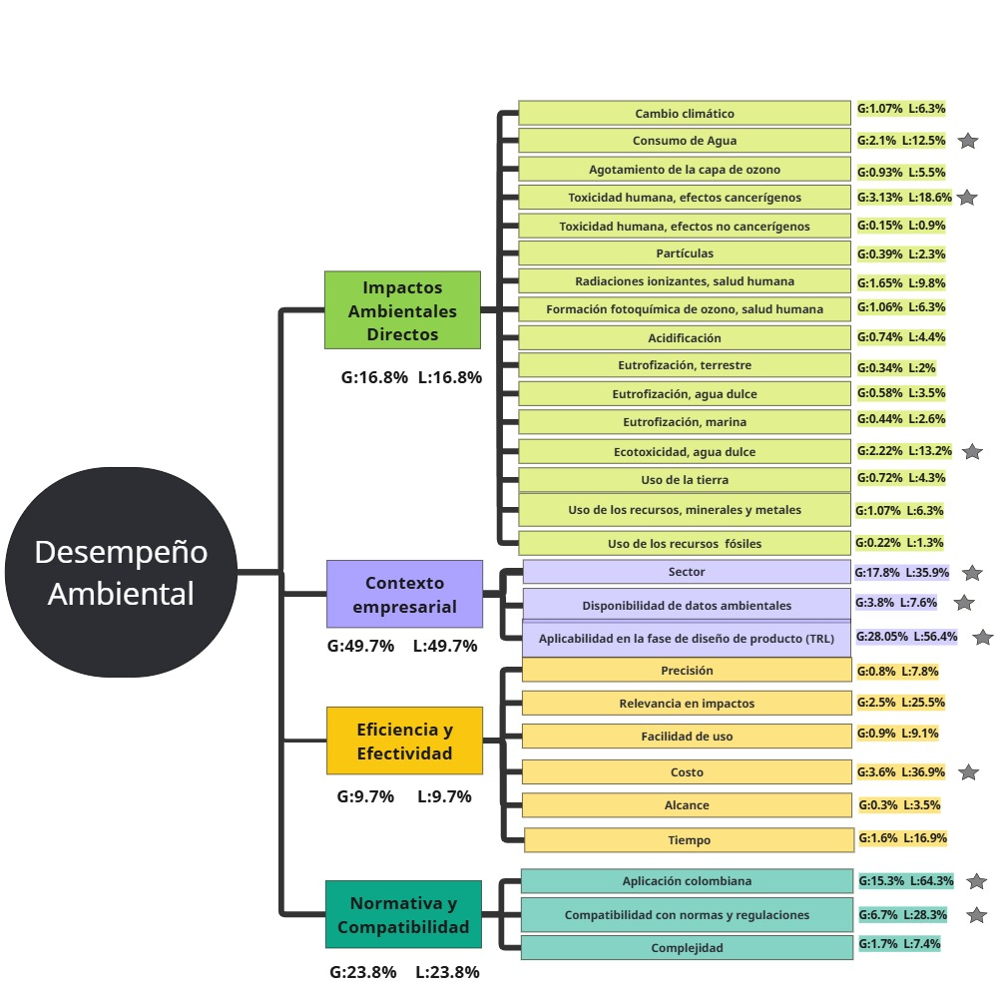 Desempeño
Ambiental
Impactos
Ambientales
Directos
G:16.8% L:16.8%
Cambio climático G:1.07% L:6.3%
Consumo de Agua G:2.1% L:12.5%
Agotamiento de la capa de ozono G:0.93% L:5.5%
Toxicidad humana, efectos cancerígenos G:3.13% L:18.6%
Toxicidad humana, efectos no cancerígenos G:0.15% L:0.9%
Partículas G:0.39% L:2.3%
Radiaciones ionizantes, salud humana G:1.65% L:9.8%
Formación fotoquímica de ozono, salud humana G:1.06% L:6.3%
Acidificación G:0.74% L:4.4%
Eutrofización, terrestre G:0.34% L:2%
Eutrofización, agua dulce G:0.58% L:3.5%
Eutrofización, marina G:0.44% L:2.6%
Ecotoxicidad, agua dulce G:2.22% L:13.2%
Uso de la tierra G:0.72% L:4.3%
Uso de los recursos, minerales y metales G:1.07% L:6.3%
Uso de los recursos fósiles G:0.22% L:1.3%
Contexto
empresarial
G:49.7% L:49.7%
Sector G:17.8% L:35.9%
Disponibilidad de datos ambientales G:3.8% L:7.6%
Aplicabilidad en la fase de diseño de producto (TRL) G:28.05% L:56.4%
Eficiencia y
Efectividad
G:9.7% L:9.7%
Precisión G:0.8% L:7.8%
Relevancia en impactos G:2.5% L:25.5%
Facilidad de uso G:0.9% L:9.1%
Costo G:3.6% L:36.9%
Alcance G:0.3% L:3.5%
Tiempo G:1.6% L:16.9%
Normativa y
Compatibilidad
G:23.8% L:23.8%
Aplicación colombiana G:15.3% L:64.3%
Compatibilidad con normas y regulaciones G:6.7% L:28.3%
Complejidad G:1.7% L:7.4%